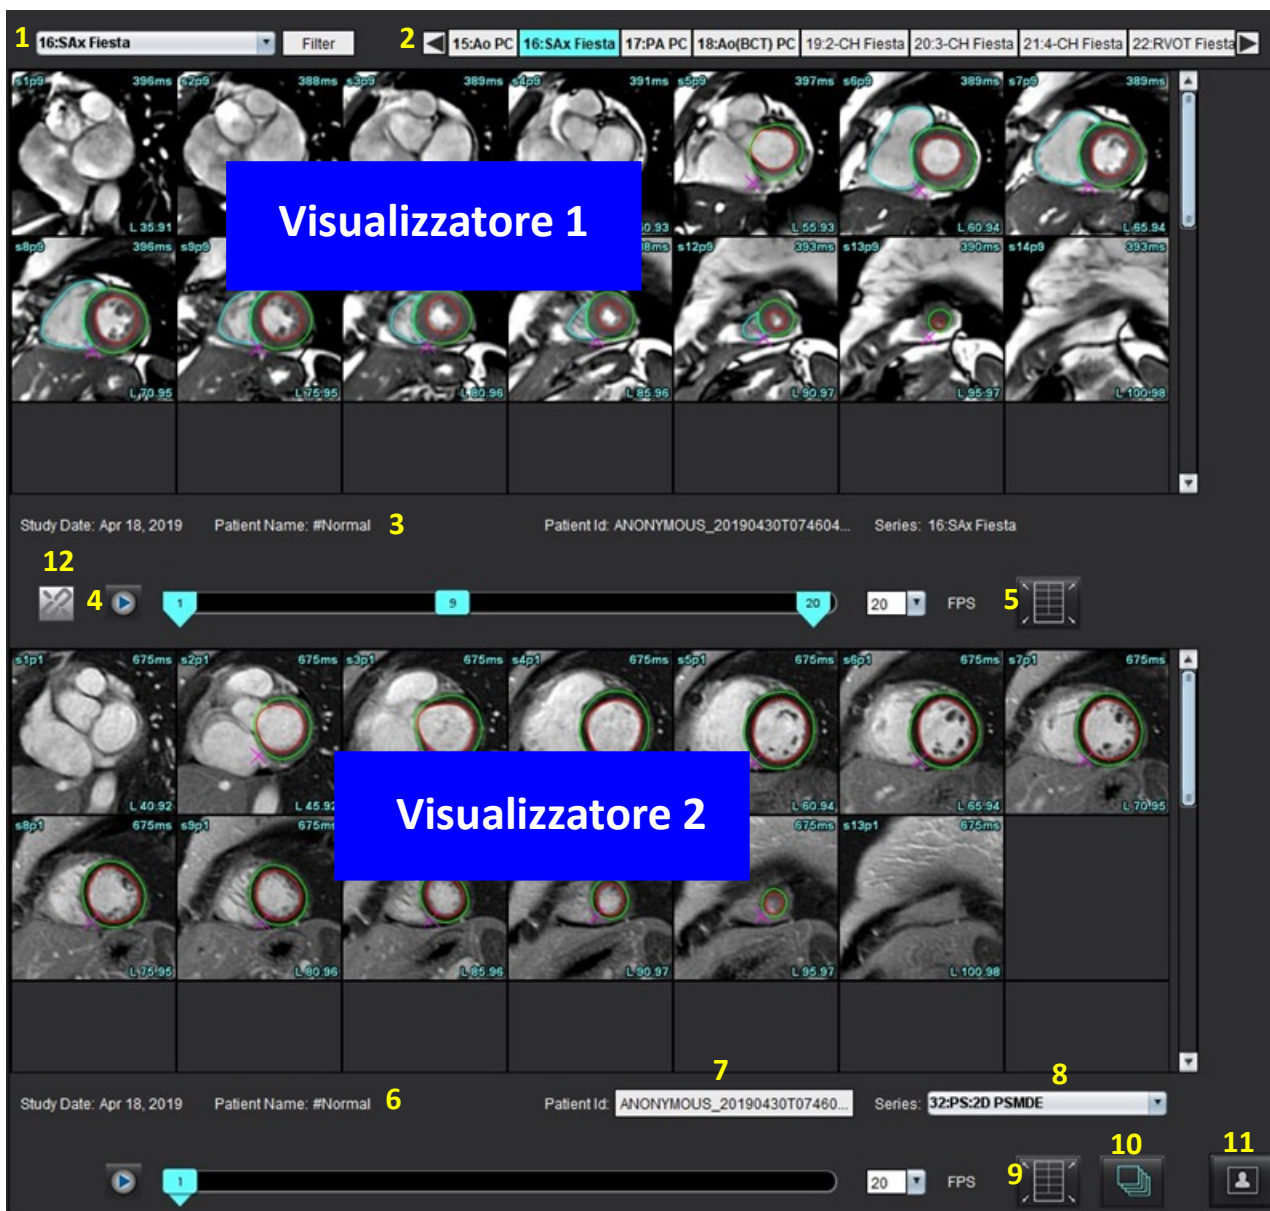 1 16:SAx Fiesta Filter 2 15:Ao PC 16:SAx Fiesta 17:PA PC 18:Ao(BCT) PC 19:2-CH Fiesta 20:3-CH Fiesta 21:4-CH Fiesta 22:RVOT Fiesta
s1p9 396ms s2p9 388ms s3p9 389ms s4p9 391ms s5p9 397ms s6p9 389ms s7p9 389ms
Visualizzatore 1
L 35.91 L 55.93 L 60.94 L 65.94
s8p9 396ms s9p9 s12p9 393ms s13p9 390ms s14p9 393ms
L 70.95 L 75.95 L 80.96 L 85.96 L 90.97 L 95.97 L 100.98
Study Date: Apr 18, 2019 Patient Name: #Normal 3 Patient Id: ANONYMOUS_20190430T074604... Series: 16:SAx Fiesta
12
4 1 9 20 20 FPS 5
s1p1 675ms s2p1 675ms s3p1 675ms s4p1 675ms s5p1 675ms s6p1 675ms s7p1 675ms
L 40.92 L 45.92 L 60.94 L 65.94 L 70.95
Visualizzatore 2
s8p1 675ms s9p1 675ms s13p1 675ms
L 75.95 L 80.96 L 85.96 L 90.97 L 95.97 L 100.98
7
8
Study Date: Apr 18, 2019 Patient Name: #Normal 6 Patient Id: ANONYMOUS_20190430T07460... Series: 32:PS:2D PSMDE
10 11
1 20 FPS 9